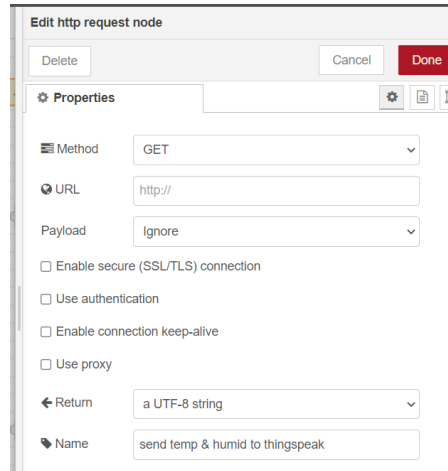 Edit http request node
Delete Cancel Done
Properties
Method GET
URL http://
Payload Ignore
Enable secure (SSL/TLS) connection
Use authentication
Enable connection keep-alive
Use proxy
Return a UTF-8 string
Name send temp & humid to thingspeak